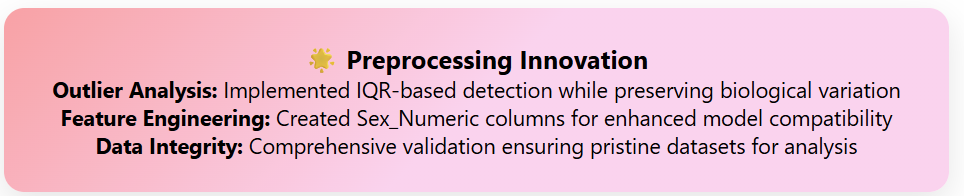 🌟 Preprocessing Innovation
Outlier Analysis: Implemented IQR-based detection while preserving biological variation
Feature Engineering: Created Sex_Numeric columns for enhanced model compatibility
Data Integrity: Comprehensive validation ensuring pristine datasets for analysis